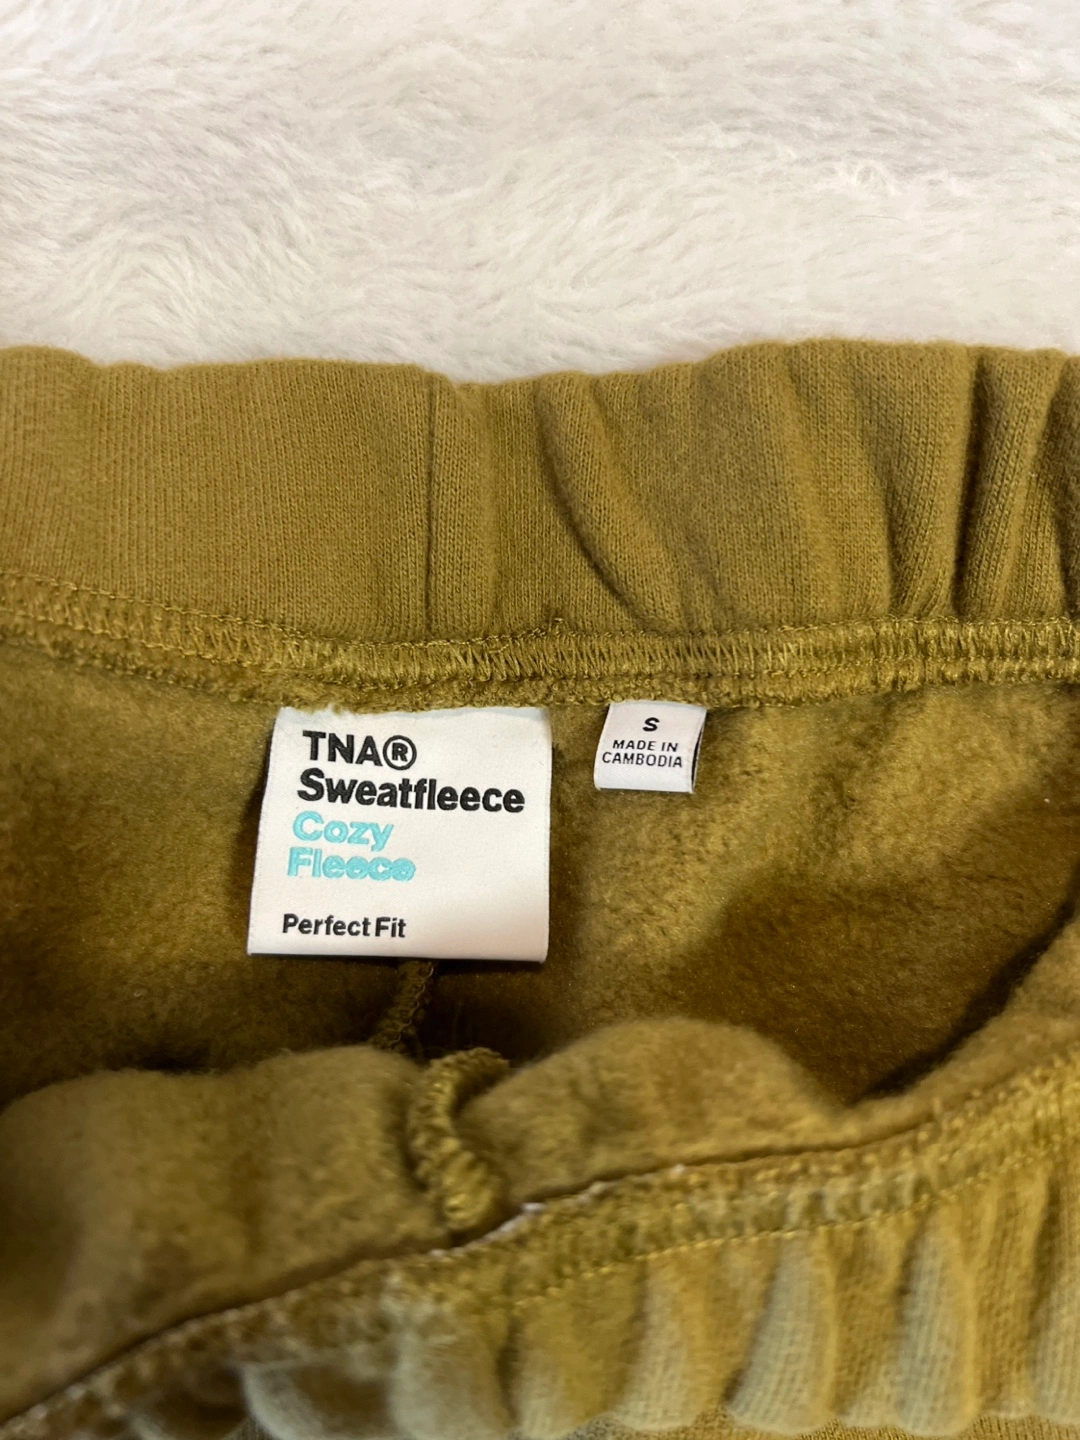 TNA®
Sweatfleece
Cozy
Fleece
Perfect Fit
S
MADE IN
CAMBODIA